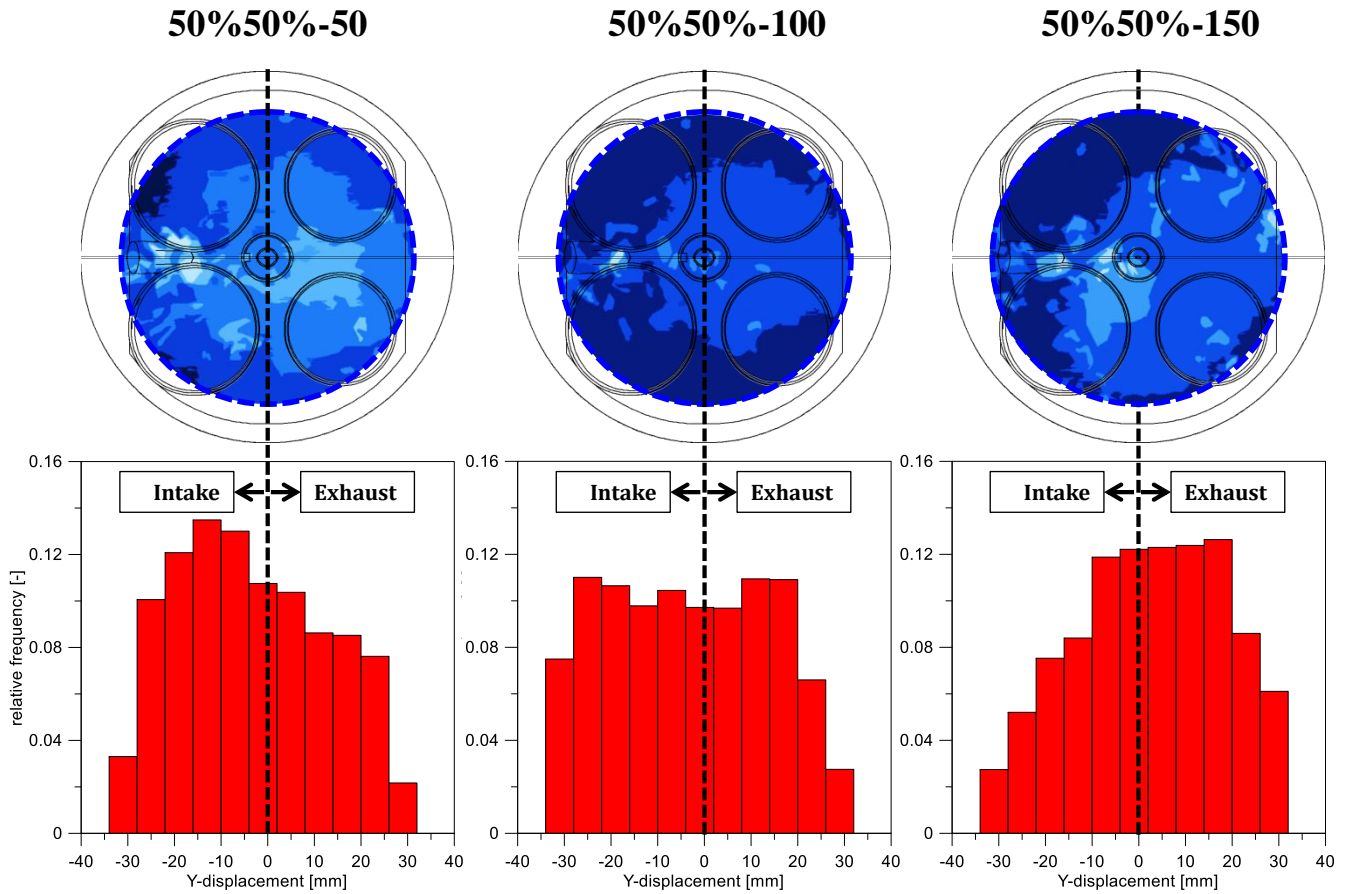 50%50%-50 50%50%-100 50%50%-150
0.16 0.16 0.16
Intake Exhaust Intake Exhaust Intake Exhaust
0.12 0.12 0.12
relative frequency [-]
0.08 0.08 0.08
0.04 0.04 0.04
0 0 0
-40 -30 -20 -10 0 10 20 30 40 -40 -30 -20 -10 0 10 20 30 40 -40 -30 -20 -10 0 10 20 30 40
Y-displacement [mm] Y-displacement [mm] Y-displacement [mm]